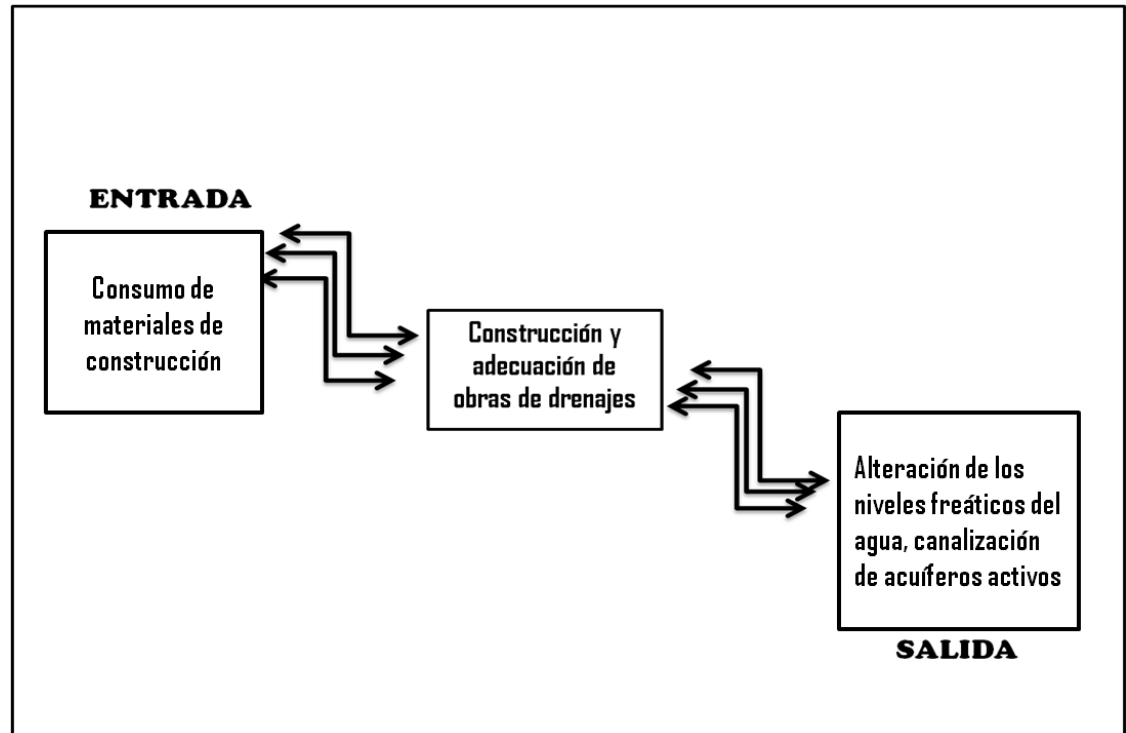 ENTRADA
Consumo de
materiales de
construcción
Construcción y
adecuación de
obras de drenajes
Alteración de los
niveles freáticos del
agua, canalización
de acuíferos activos
SALIDA